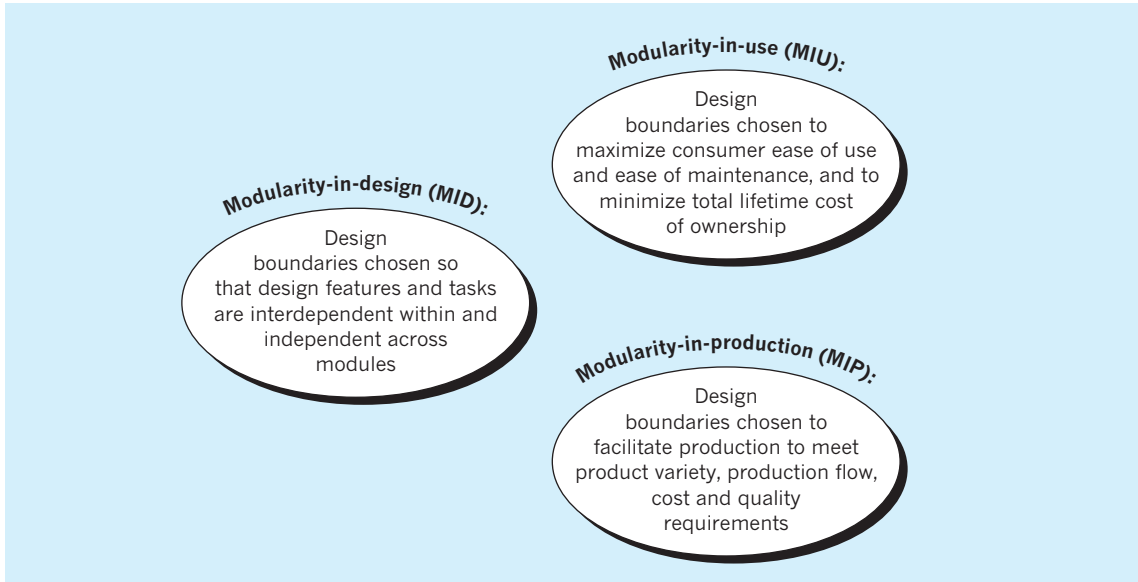 Modularity-in-use (MIU):
Design
boundaries chosen to
maximize consumer ease of use
and ease of maintenance, and to
minimize total lifetime cost
of ownership
Modularity-in-design (MID):
Design
boundaries chosen so
that design features and tasks
are interdependent within and
independent across
modules
Modularity-in-production (MIP):
Design
boundaries chosen to
facilitate production to meet
product variety, production flow,
cost and quality
requirements